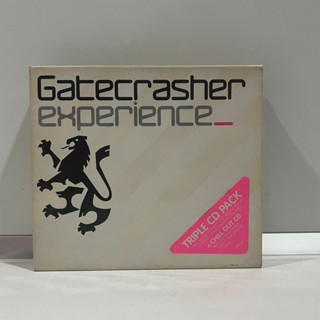 Gatecrasher
experience_
TRIPLE CD PACK
+ CHILL OUT CD